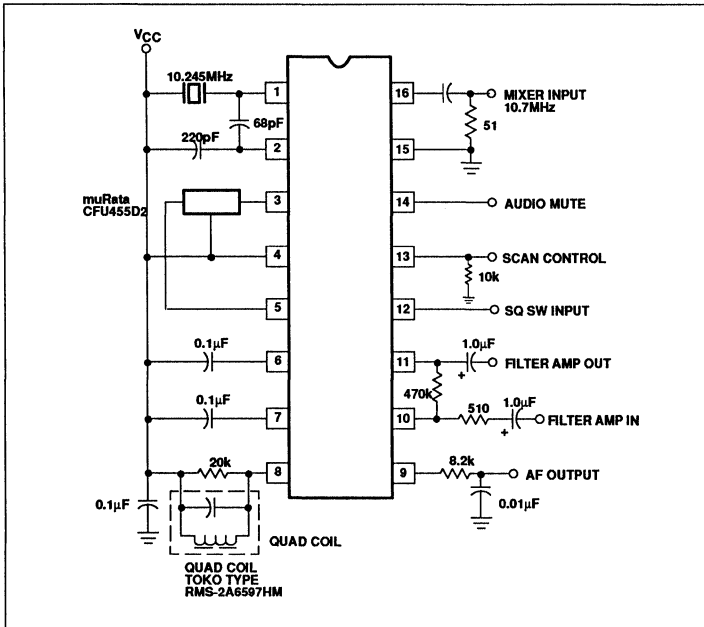 VCC
10.245MHz
1
16
MIXER INPUT
10.7MHz
68pF
51
220pF
2
15
muRata
CFU455D2
3
14
AUDIO MUTE
4
13
SCAN CONTROL
10k
5
12
SQ SW INPUT
0.1µF
6
11
1.0µF
+
FILTER AMP OUT
470k
0.1µF
7
10
510
1.0µF
+
FILTER AMP IN
20k
8
9
8.2k
AF OUTPUT
0.1µF
0.01µF
QUAD COIL
QUAD COIL
TOKO TYPE
RMS-2A6597HM